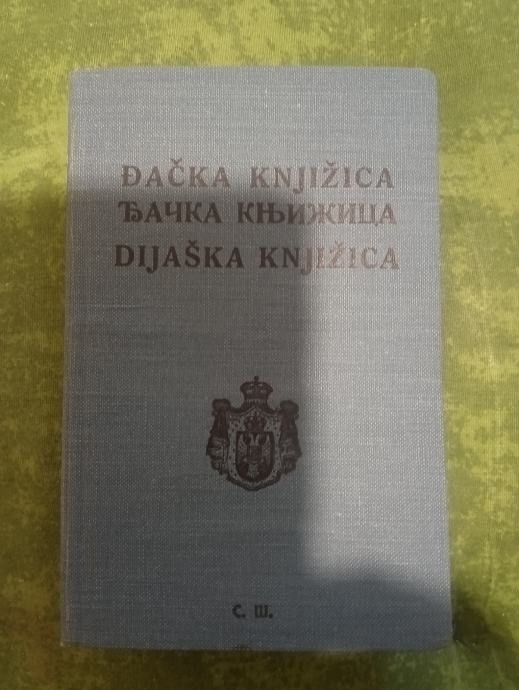 ĐAČKA KNJIŽICA
ЂАЧКА КЊИЖИЦА
DIJAŠKA KNJIŽICA
С. Ш.